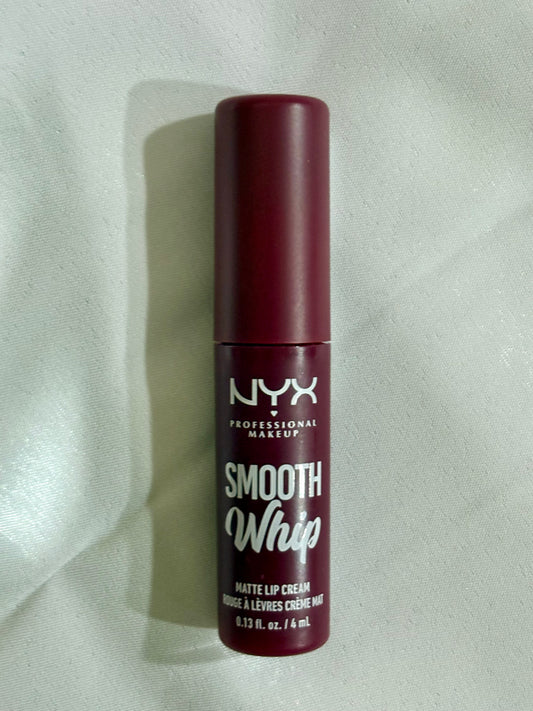 NYX
PROFESSIONAL
MAKEUP
SMOOTH
Whip
MATTE LIP CREAM
ROUGE À LÈVRES CRÈME MAT
0.13 fl. oz. / 4 mL